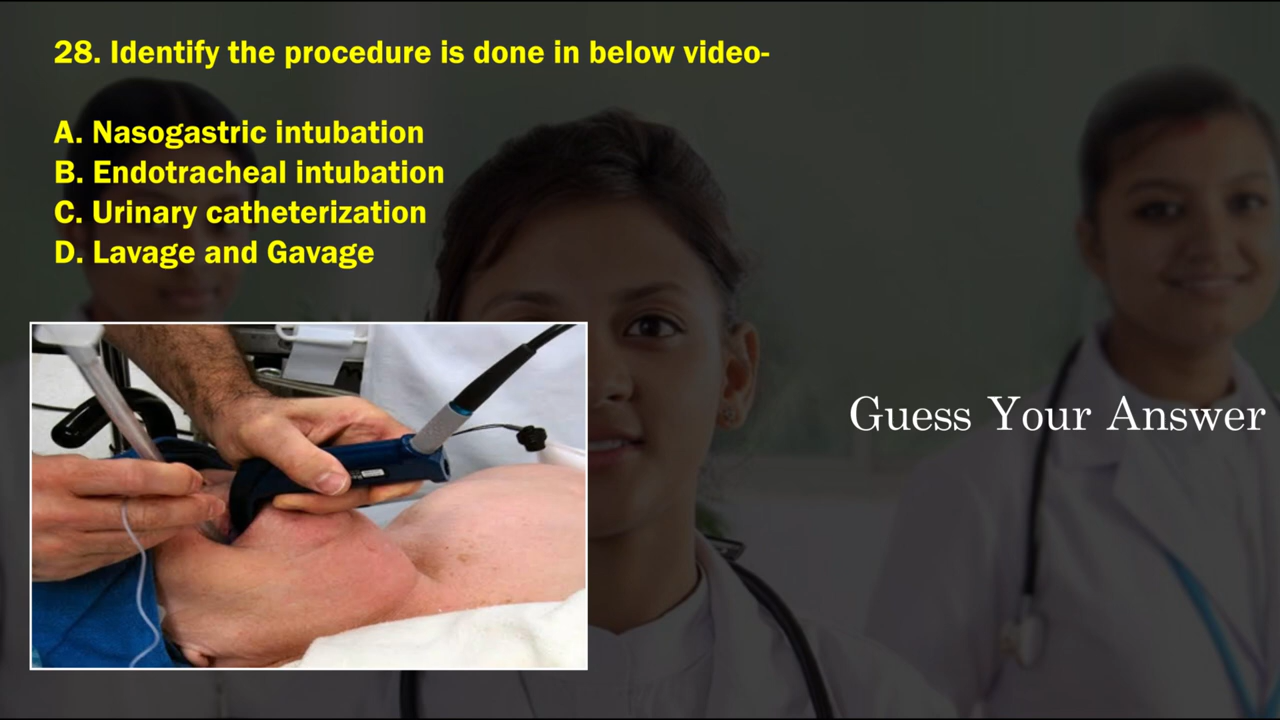 28. Identify the procedure is done in below video-
A. Nasogastric intubation
B. Endotracheal intubation
C. Urinary catheterization
D. Lavage and Gavage
Guess Your Answer